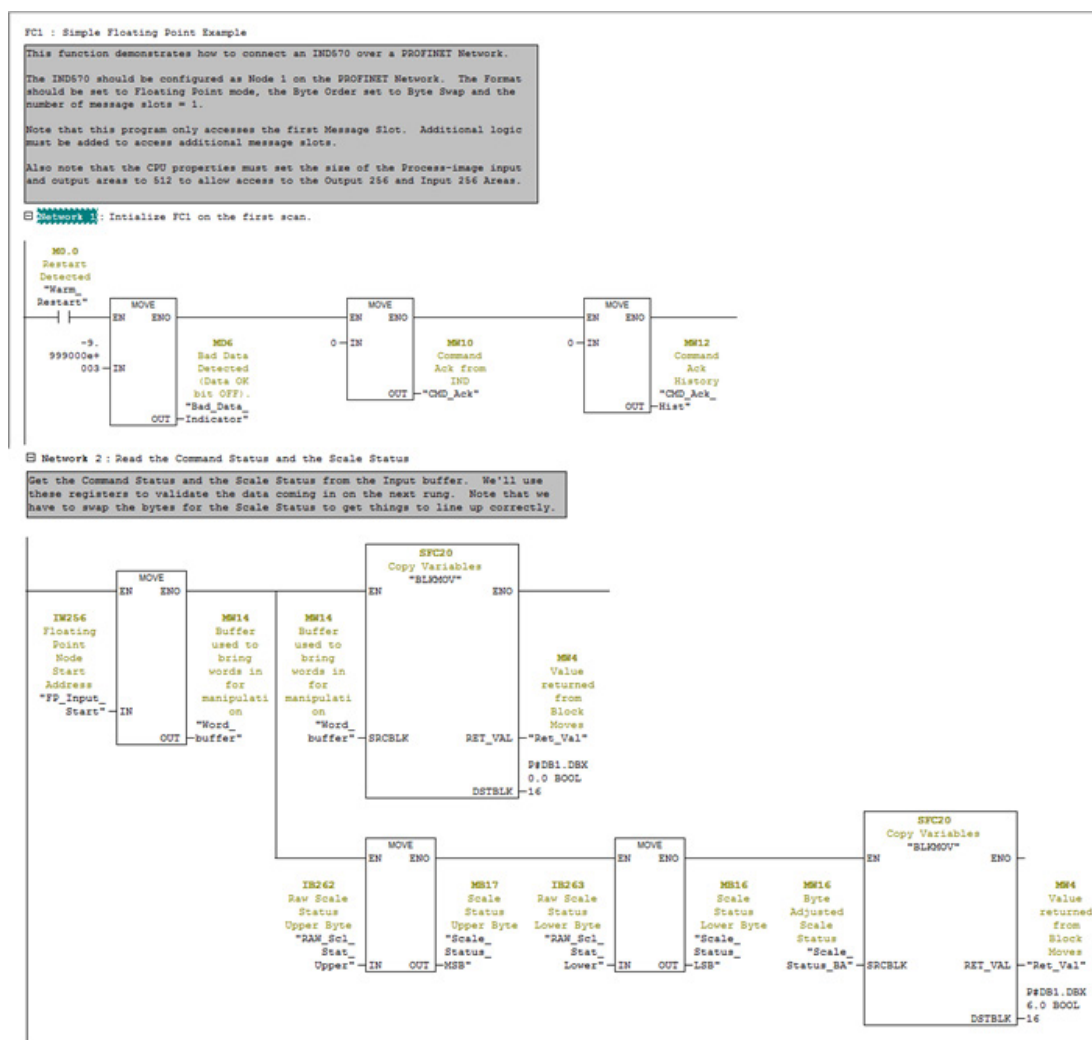 FC1 : Simple Floating Point Example
This function demonstrates how to connect an IND570 over a PROFINET Network.
The IND570 should be configured as Node 1 on the PROFINET Network. The Format
should be set to Floating Point mode, the Byte Order set to Byte Swap and the
number of message slots = 1.
Note that this program only accesses the first Message Slot. Additional logic
must be added to access additional message slots.
Also note that the CPU properties must set the size of the Process-image input
and output areas to 512 to allow access to the Output 256 and Input 256 Areas.
Network 1: Intialize FC1 on the first scan.
M0.0
Restart
Detected
"Warm_
Restart"
MOVE
EN ENO
-9.
999000e+
003
IN
OUT
MD6
Bad Data
Detected
(Data OK
bit OFF).
"Bad_Data_
Indicator"
MOVE
EN ENO
0
IN
OUT
MW10
Command
Ack from
IND
"CMD_Ack"
MOVE
EN ENO
0
IN
OUT
MW12
Command
Ack
History
"CMD_Ack_
Hist"
Network 2 : Read the Command Status and the Scale Status
Get the Command Status and the Scale Status from the Input buffer. We'll use
these registers to validate the data coming in on the next rung. Note that we
have to swap the bytes for the Scale Status to get things to line up correctly.
IW256
Floating
Point
Node
Start
Address
"FP_Input_
Start"
MOVE
EN ENO
IN
OUT
MW14
Buffer
used to
bring
words in
for
manipulati
on
"Word_
buffer"
MW14
Buffer
used to
bring
words in
for
manipulati
on
"Word_
buffer"
SFC20
Copy Variables
"BLKMOV"
EN ENO
SRCBLK RET_VAL
DSTBLK
MW4
Value
returned
from
Block
Moves
"Ret_Val"
P#DB1.DBX
0.0 BOOL
16
IB262
Raw Scale
Status
Upper Byte
"RAW_Scl_
Stat_
Upper"
MOVE
EN ENO
IN OUT
MB17
Scale
Status
Upper Byte
"Scale_
Status_
MSB"
IB263
Raw Scale
Status
Lower Byte
"RAW_Scl_
Stat_
Lower"
MOVE
EN ENO
IN OUT
MB16
Scale
Status
Lower Byte
"Scale_
Status_
LSB"
MW16
Byte
Adjusted
Scale
Status
"Scale_
Status_BA"
SFC20
Copy Variables
"BLKMOV"
EN ENO
SRCBLK RET_VAL
DSTBLK
MW4
Value
returned
from
Block
Moves
"Ret_Val"
P#DB1.DBX
6.0 BOOL
16